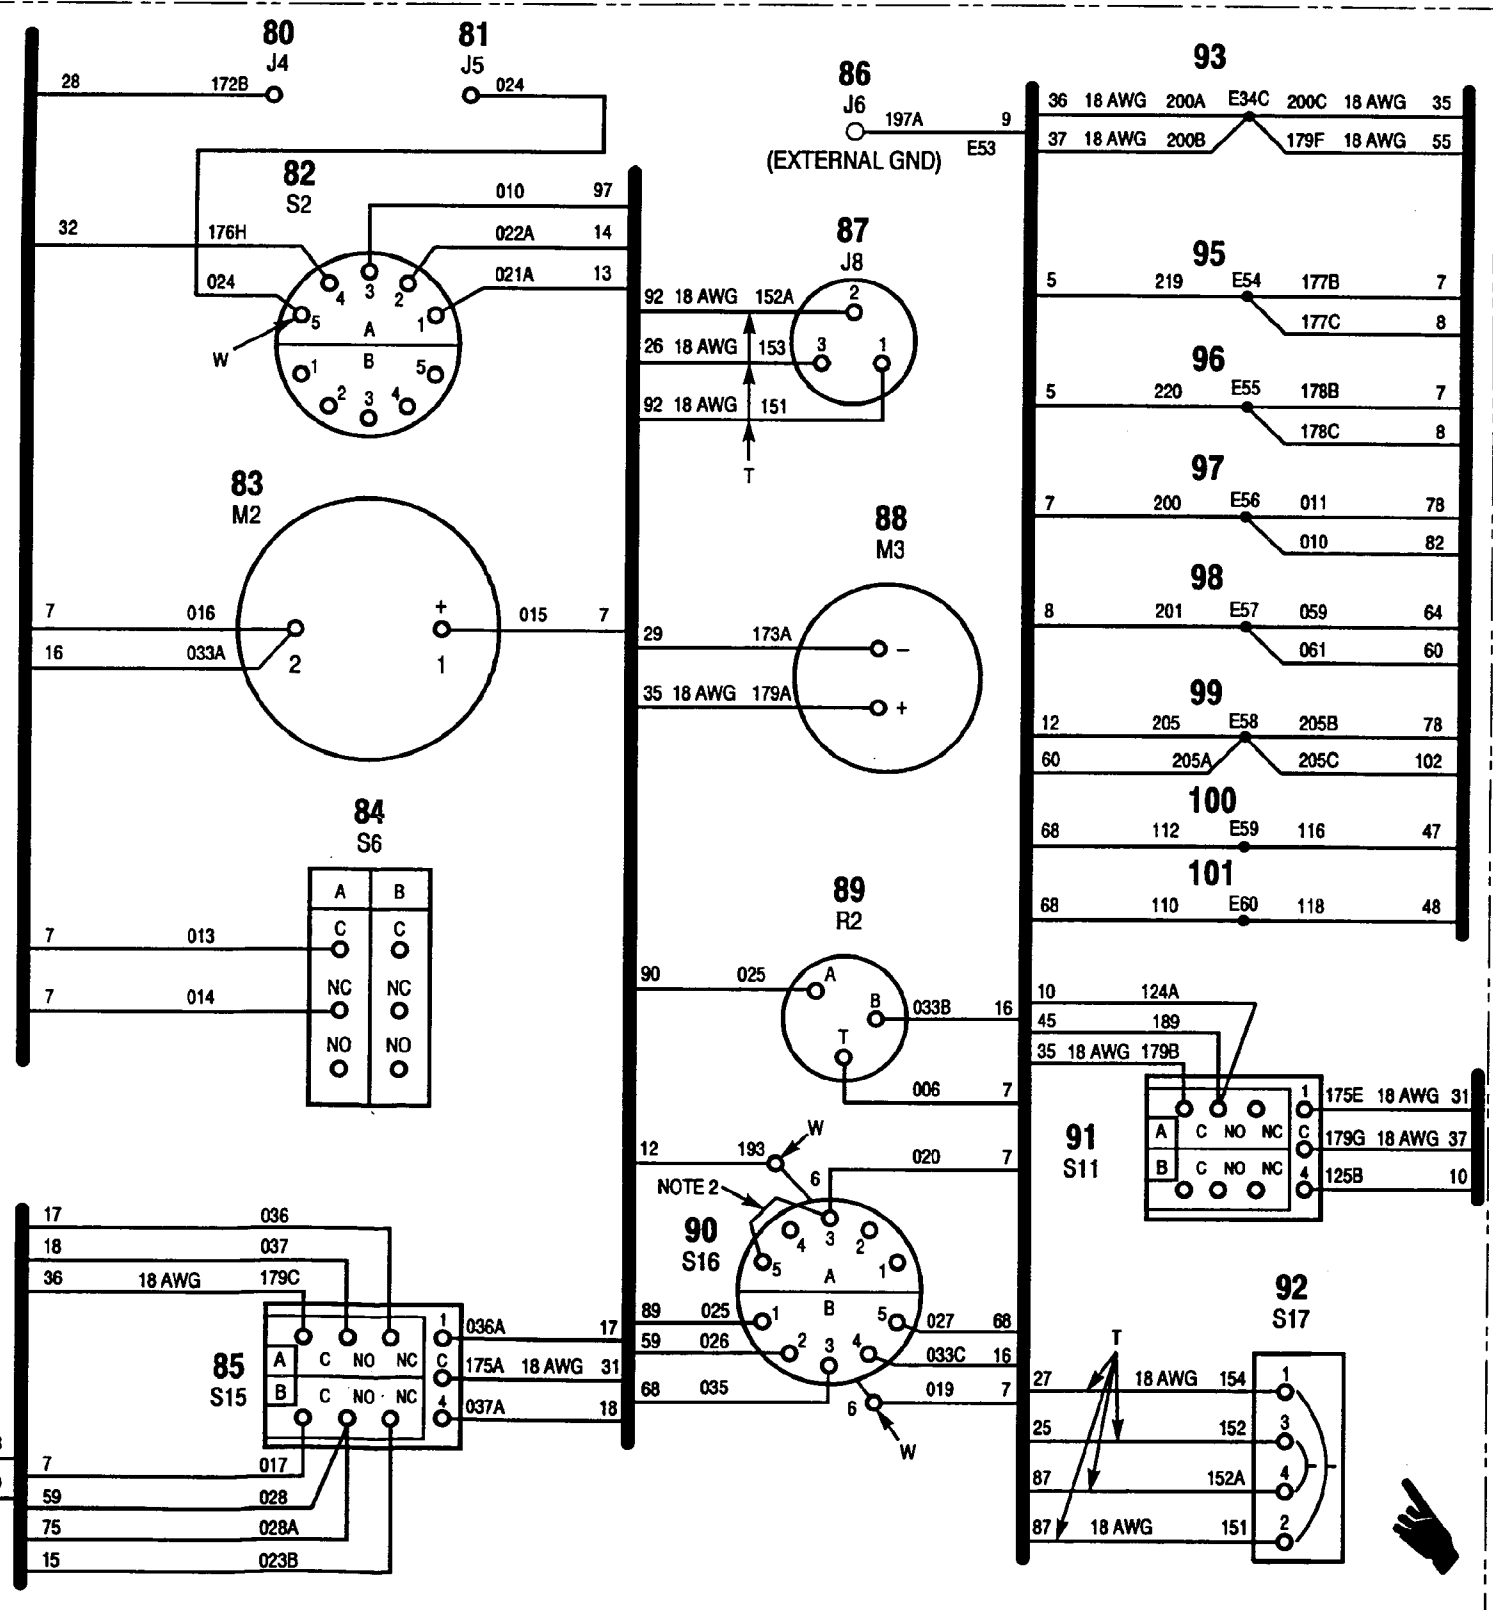 80
J4
28 172B
81
J5
024
82
S2
010 97
32 176H
022A 14
024
021A 13
4 3 2
5 1
A
W
B
1 5
2 3 4
83
M2
7 016
16 033A
2
+
1
015 7
84
S6
A B
C C
7 013
NC NC
7 014
NO NO
17 036
18 037
36 18 AWG 179C
85
S15
A C NO NC
B C NO NC
1 036A 17
C 175A 18 AWG 31
4 037A 18
7 017
59 028
75 028A
15 023B
86
J6
197A 9
E53
(EXTERNAL GND)
87
J8
92 18 AWG 152A 2
26 18 AWG 153 3 1
92 18 AWG 151
T
88
M3
29 173A –
35 18 AWG 179A +
89
R2
90 025 A
B 033B 16
T
006 7
12 193 W
6
020 7
NOTE 2
90
S16
4 3 2
5 1
A
B
89 025 1
5 027 68
59 026 2 3 4
033C 16
68 035
6 019 7
W
93
36 18 AWG 200A E34C 200C 18 AWG 35
37 18 AWG 200B 179F 18 AWG 55
95
5 219 E54 177B 7
177C 8
96
5 220 E55 178B 7
178C 8
97
7 200 E56 011 78
010 82
98
8 201 E57 059 64
061 60
99
12 205 E58 205B 78
60 205A 205C 102
100
68 112 E59 116 47
101
68 110 E60 118 48
10 124A
45 189
35 18 AWG 179B
91
S11
A C NO NC
B C NO NC
1 175E 18 AWG 31
C 179G 18 AWG 37
4 125B 10
92
S17
T
27 18 AWG 154 1
25 152 3
87 152A 4
87 18 AWG 151 2